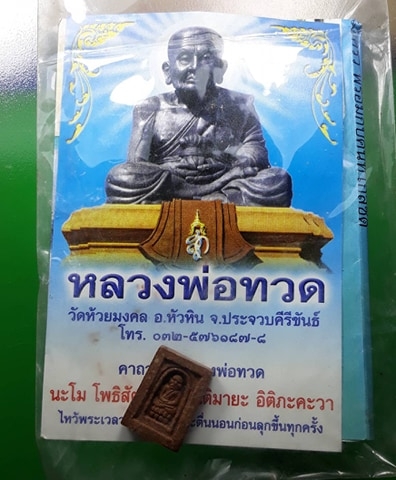 หลวงพ่อทวด
วัดห้วยมงคล อ.หัวหิน จ.ประจวบคีรีขันธ์
โทร. ๐๓๒-๕๗๖๑๘๗-๘
คาถา งพ่อทวด
นะโม โพธิสั ติมายะ อิติภะคะวา
ไหว้พระเวลา ตื่นนอนก่อนลุกขึ้นทุกครั้ง